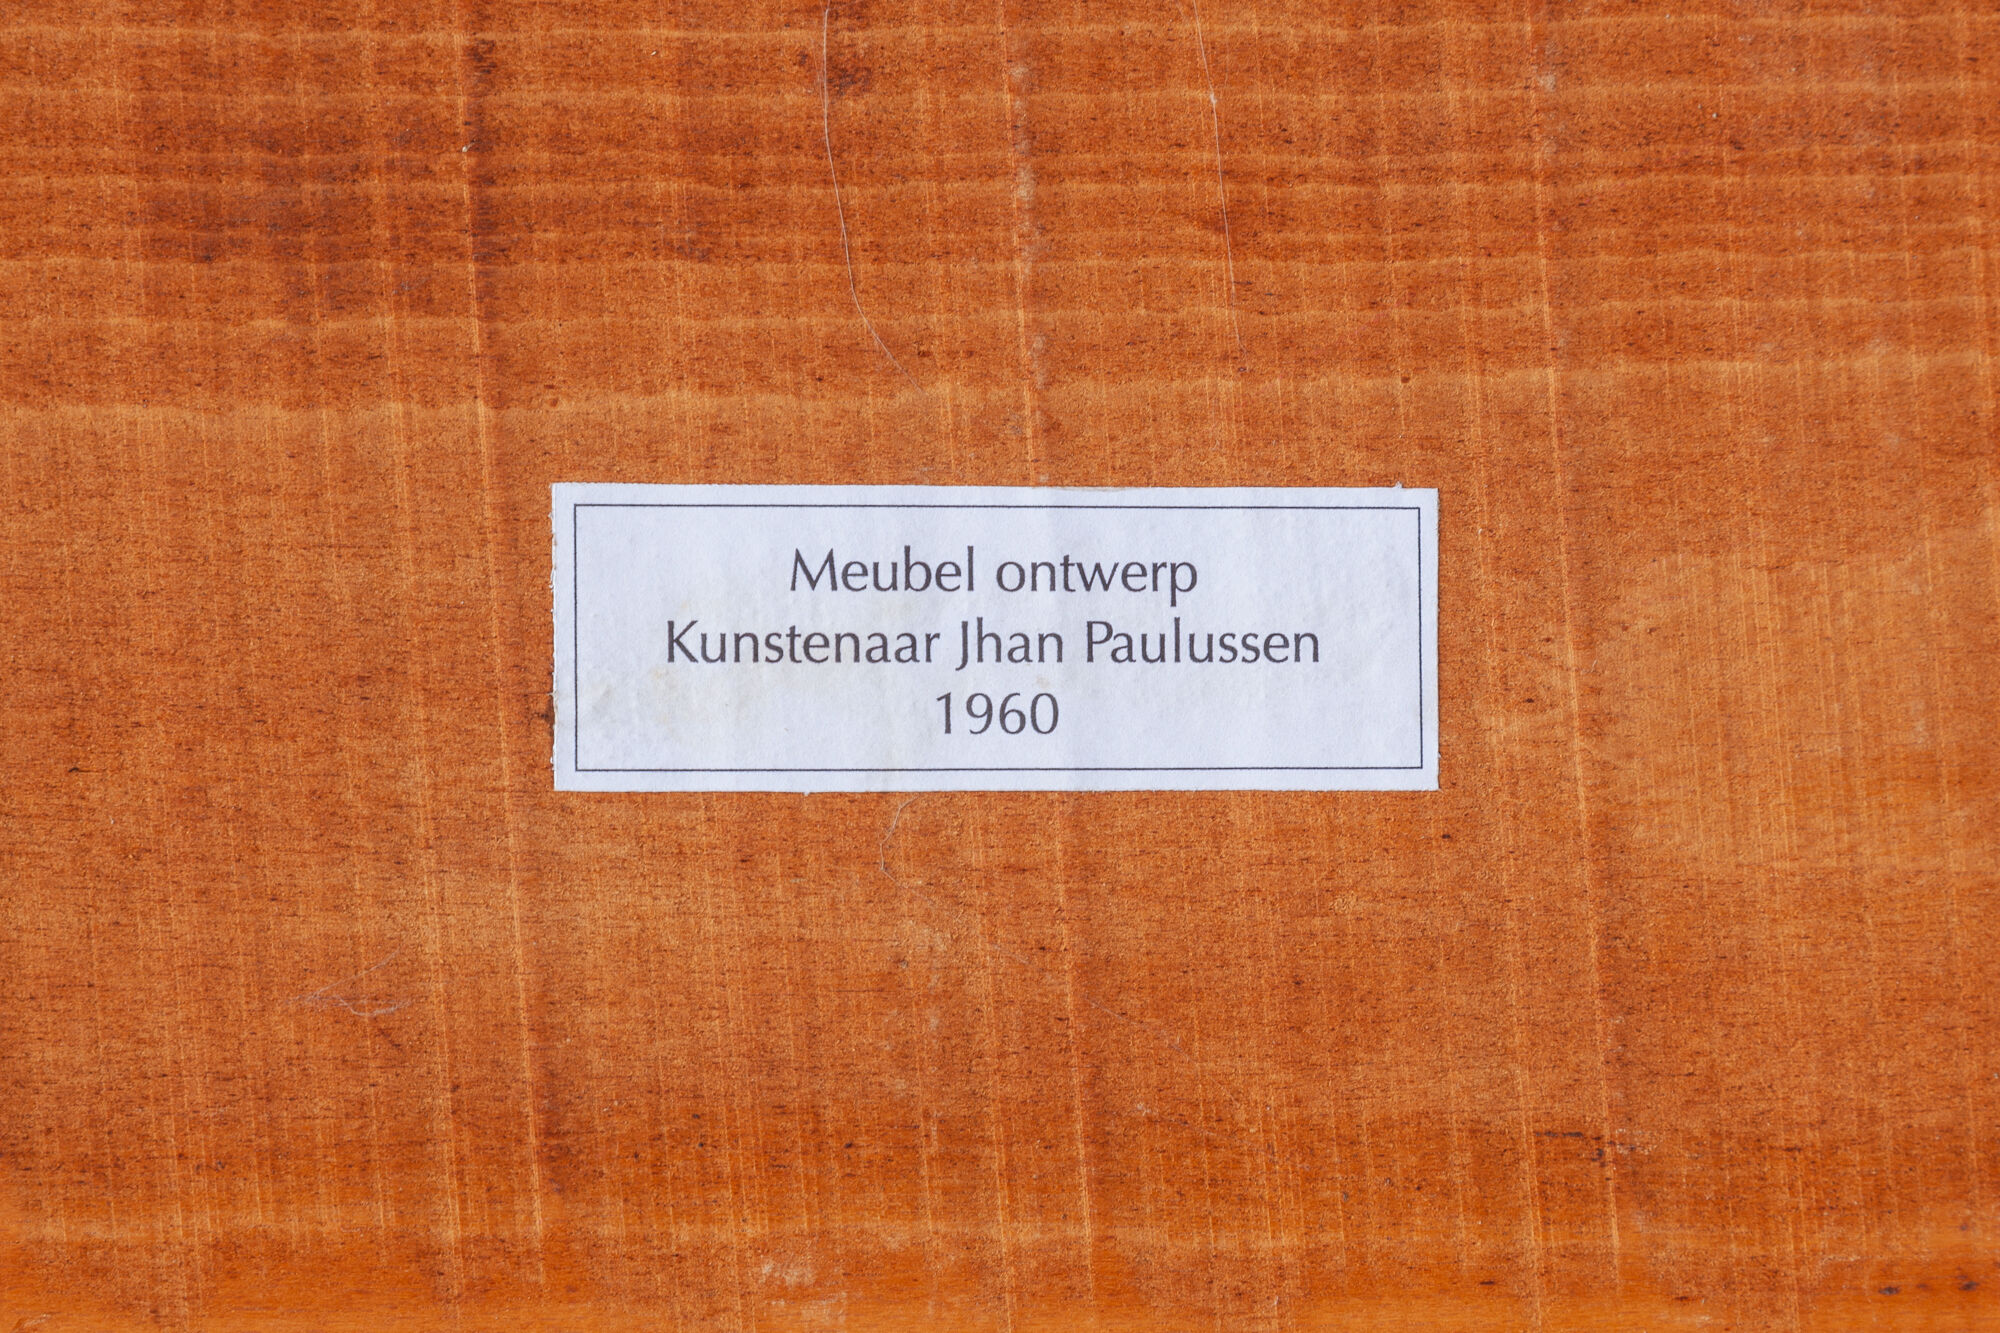 Meubel ontwerp
Kunstenaar Jhan Paulussen
1960